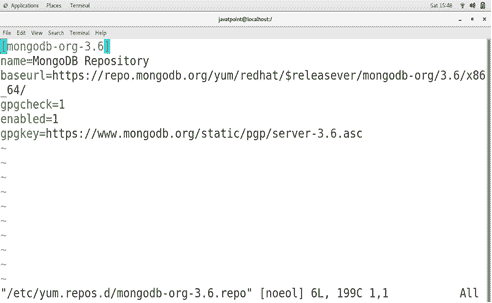 Applications Places Terminal Sat 15:48
javatpoint@localhost:/
File Edit View Search Terminal Help
[mongodb-org-3.6]
name=MongoDB Repository
baseurl=https://repo.mongodb.org/yum/redhat/$releasever/mongodb-org/3.6/x86
_64/
gpgcheck=1
enabled=1
gpgkey=https://www.mongodb.org/static/pgp/server-3.6.asc
~
~
~
~
~
~
~
~
~
~
"/etc/yum.repos.d/mongodb-org-3.6.repo" [noeol] 6L, 199C 1,1 All